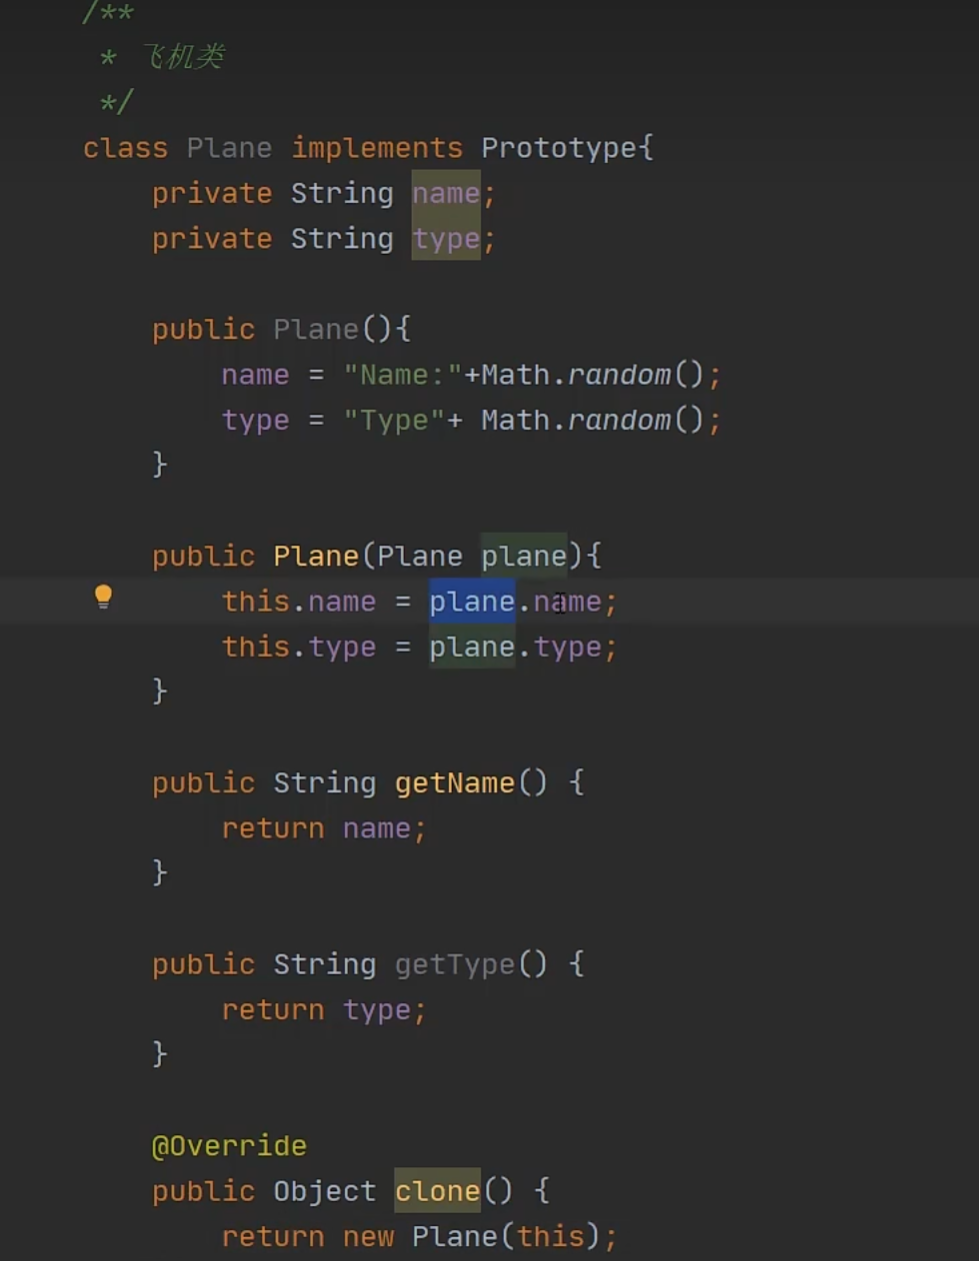 /**
 * 飞机类
 */
class Plane implements Prototype{
    private String name;
    private String type;

    public Plane(){
        name = "Name:"+Math.random();
        type = "Type"+ Math.random();
    }

    public Plane(Plane plane){
        this.name = plane.name;
        this.type = plane.type;
    }

    public String getName() {
        return name;
    }

    public String getType() {
        return type;
    }

    @Override
    public Object clone() {
        return new Plane(this);